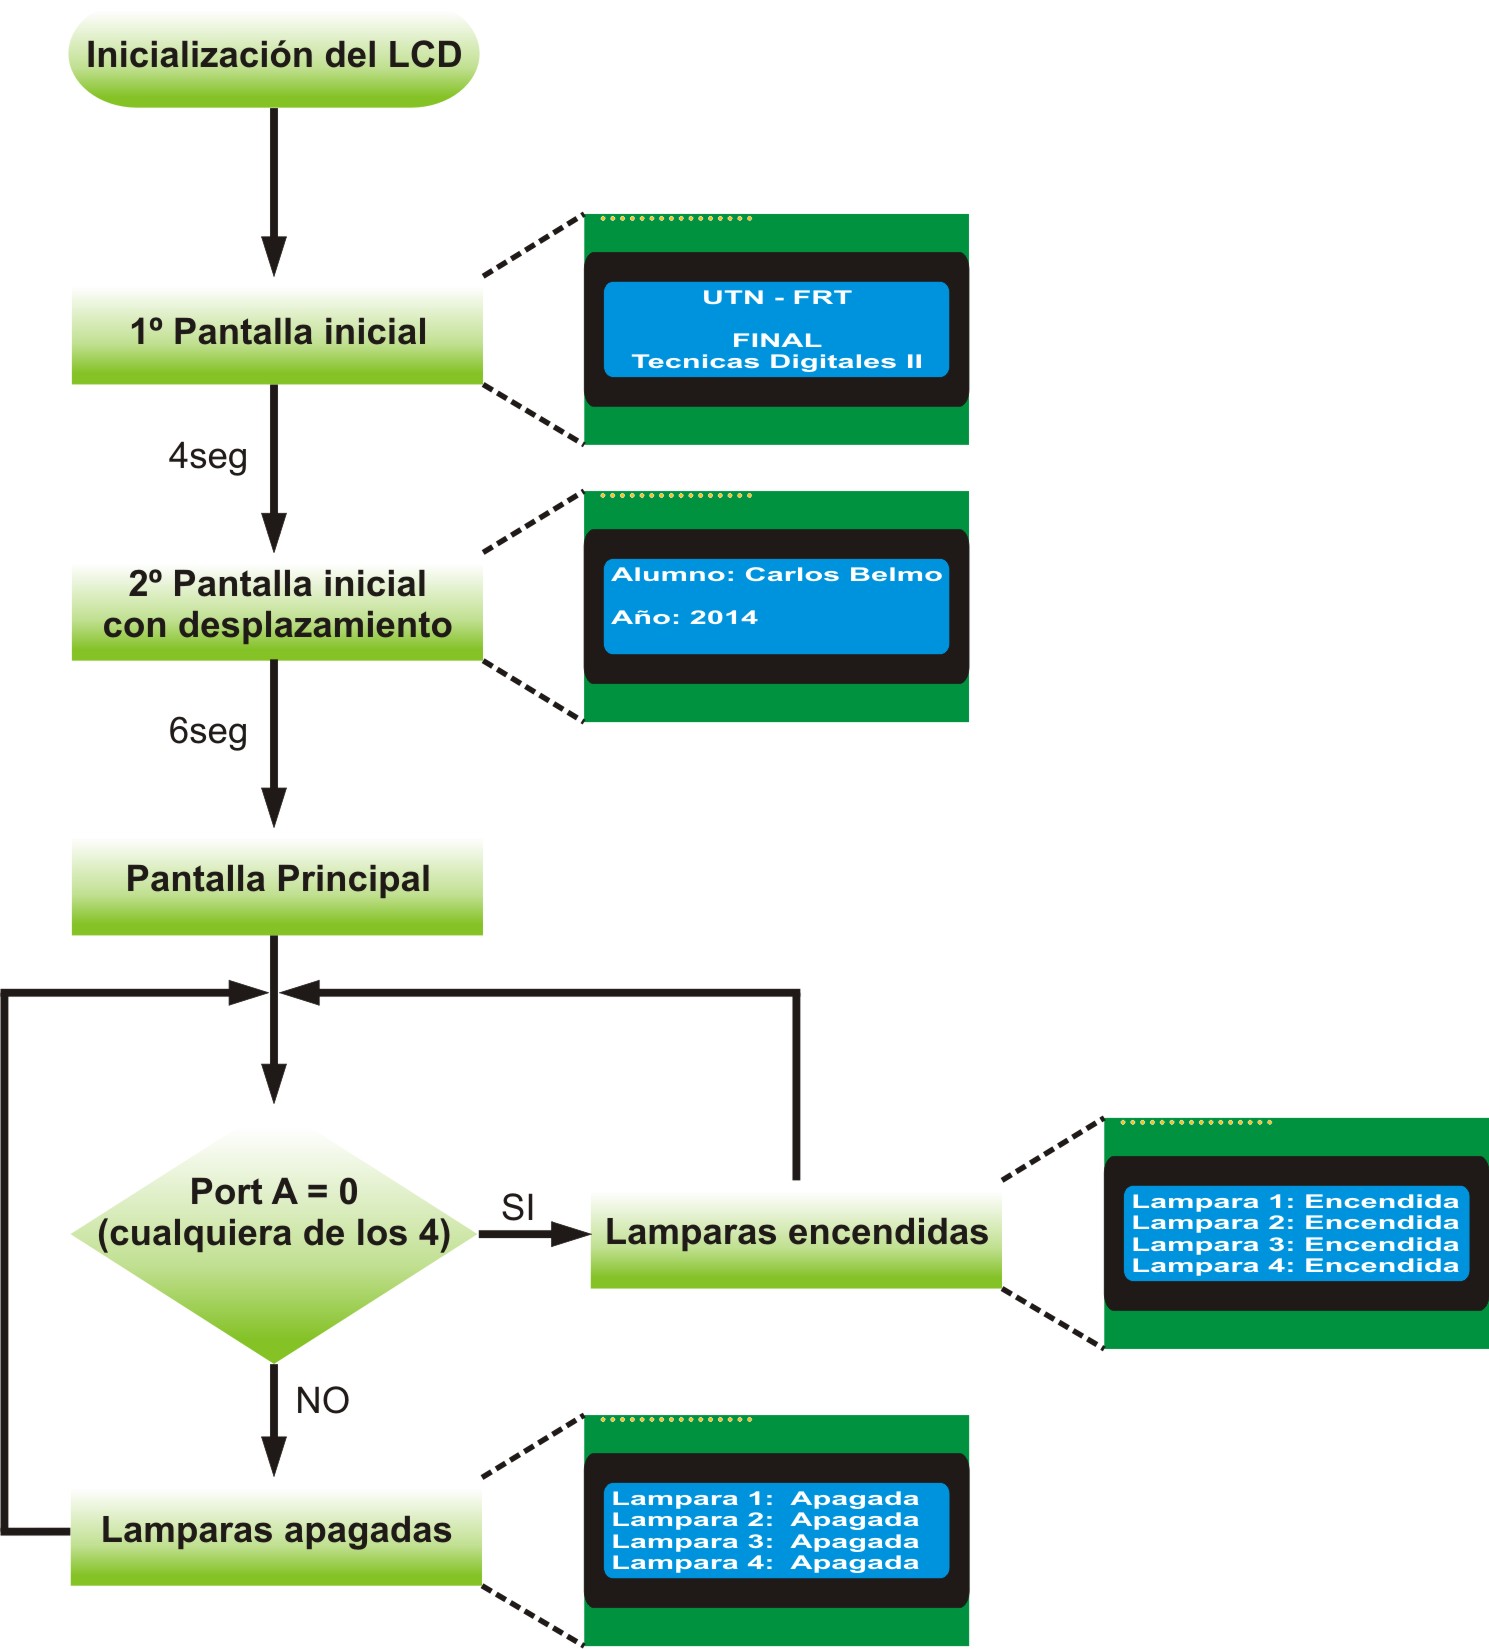 Inicialización del LCD
1º Pantalla inicial
UTN - FRT
FINAL
Tecnicas Digitales II
4seg
2º Pantalla inicial
con desplazamiento
Alumno: Carlos Belmo
Año: 2014
6seg
Pantalla Principal
Port A = 0
(cualquiera de los 4)
SI
Lamparas encendidas
Lampara 1: Encendida
Lampara 2: Encendida
Lampara 3: Encendida
Lampara 4: Encendida
NO
Lamparas apagadas
Lampara 1: Apagada
Lampara 2: Apagada
Lampara 3: Apagada
Lampara 4: Apagada